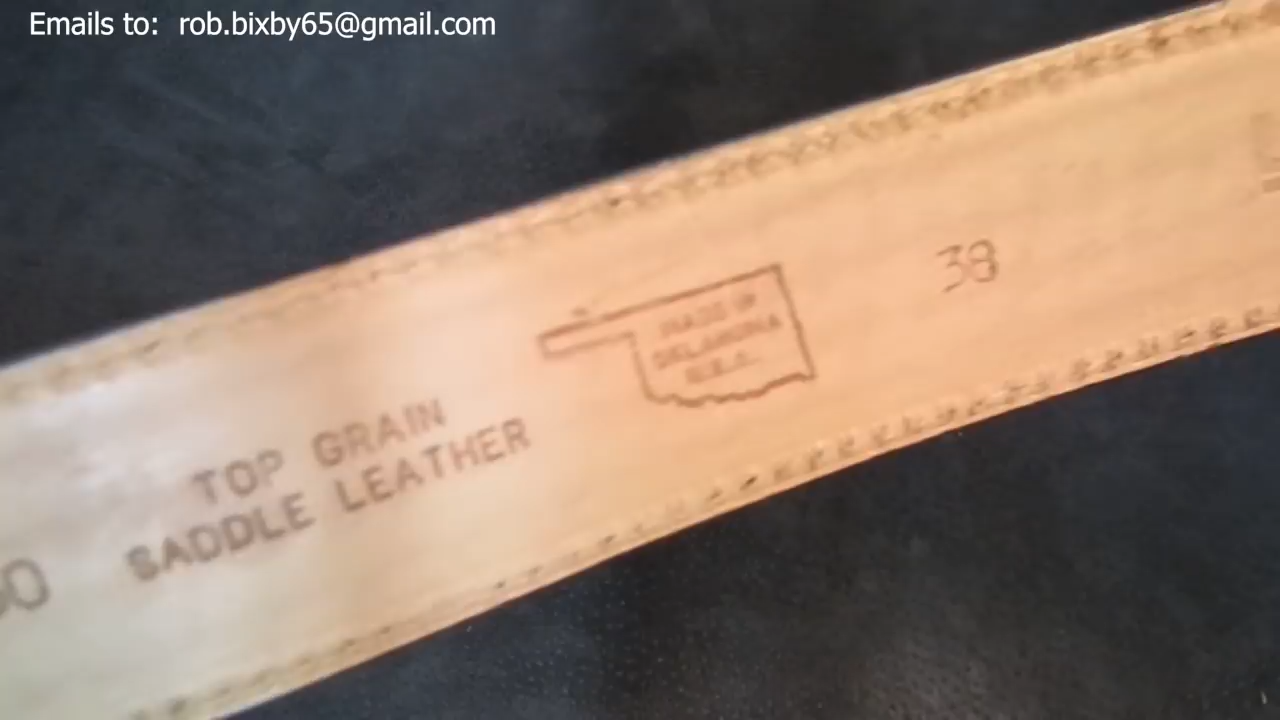 Emails to: rob.bixby65@gmail.com
38
MADE IN
OKLAHOMA
U.S.A.
TOP GRAIN
SADDLE LEATHER